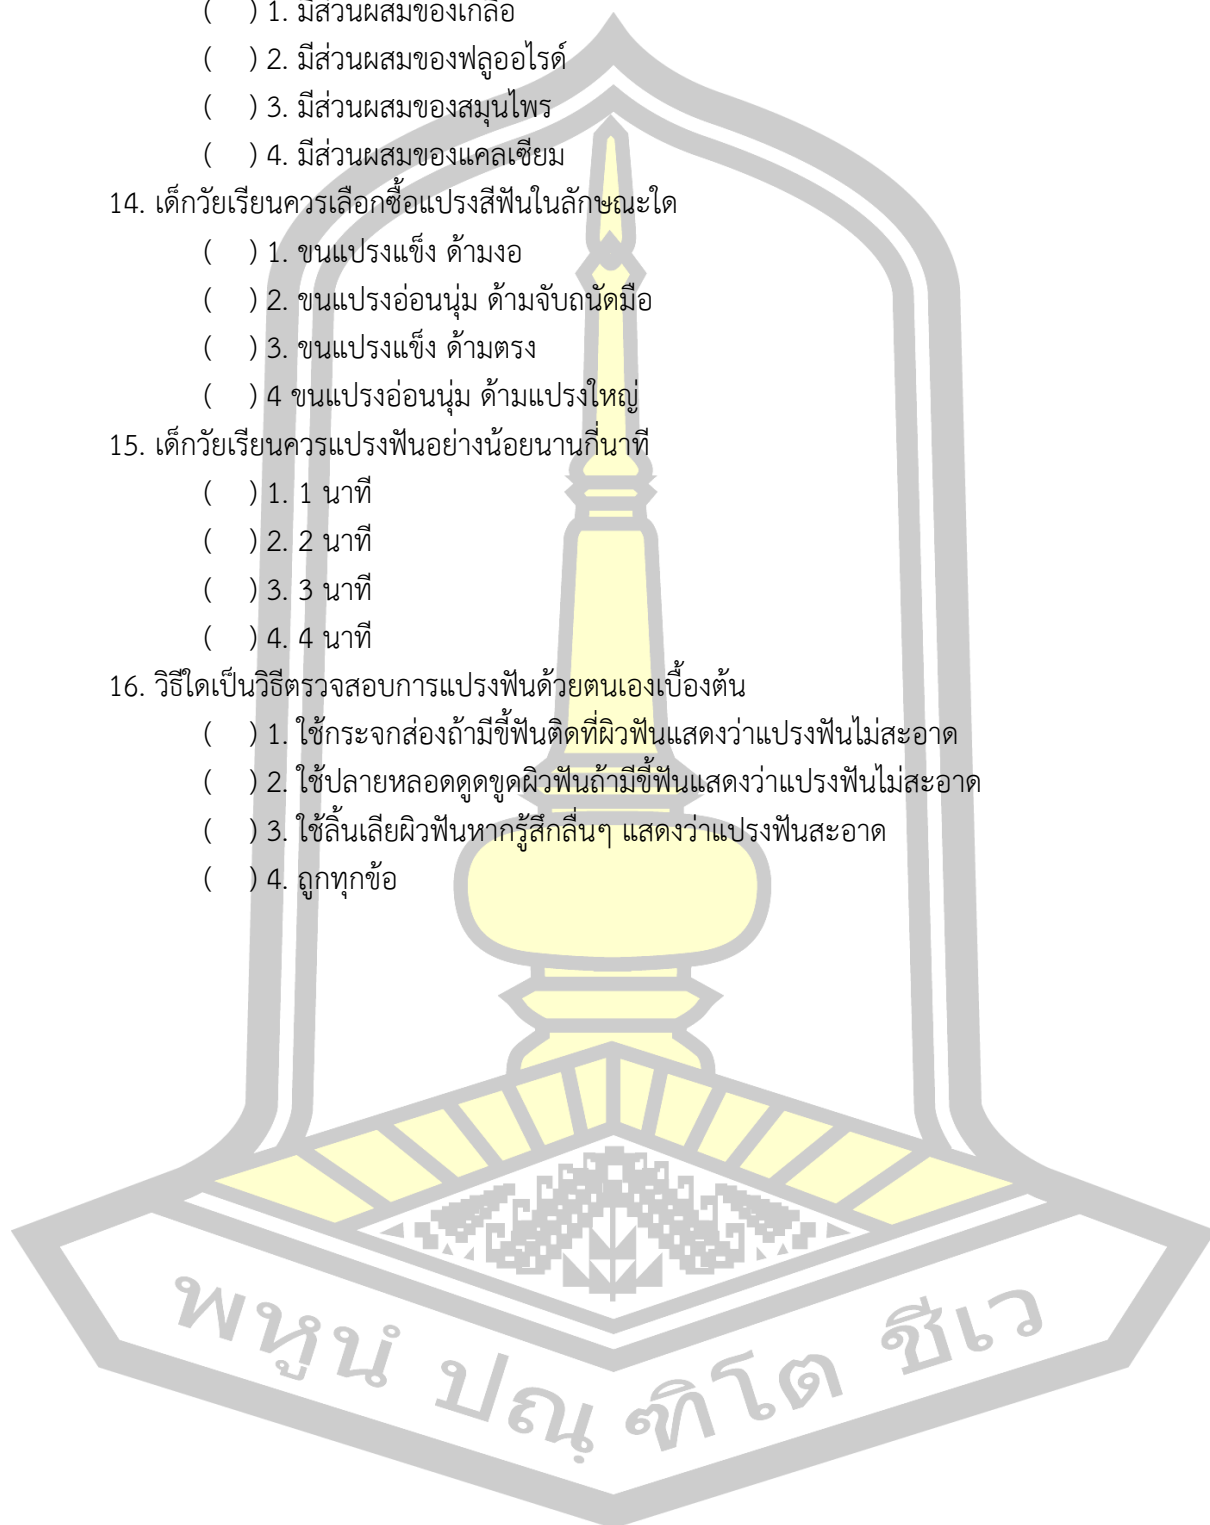 (    ) 1. มีส่วนผสมของเกลือ
(    ) 2. มีส่วนผสมของฟลูออไรด์
(    ) 3. มีส่วนผสมของสมุนไพร
(    ) 4. มีส่วนผสมของแคลเซียม
14. เด็กวัยเรียนควรเลือกซื้อแปรงสีฟันในลักษณะใด
(    ) 1. ขนแปรงแข็ง ด้ามงอ
(    ) 2. ขนแปรงอ่อนนุ่ม ด้ามจับถนัดมือ
(    ) 3. ขนแปรงแข็ง ด้ามตรง
(    ) 4 ขนแปรงอ่อนนุ่ม ด้ามแปรงใหญ่
15. เด็กวัยเรียนควรแปรงฟันอย่างน้อยนานกี่นาที
(    ) 1. 1 นาที
(    ) 2. 2 นาที
(    ) 3. 3 นาที
(    ) 4. 4 นาที
16. วิธีใดเป็นวิธีตรวจสอบการแปรงฟันด้วยตนเองเบื้องต้น
(    ) 1. ใช้กระจกส่องถ้ามีขี้ฟันติดที่ผิวฟันแสดงว่าแปรงฟันไม่สะอาด
(    ) 2. ใช้ปลายหลอดดูดขูดผิวฟันถ้ามีขี้ฟันแสดงว่าแปรงฟันไม่สะอาด
(    ) 3. ใช้ลิ้นเลียผิวฟันหากรู้สึกลื่นๆ แสดงว่าแปรงฟันสะอาด
(    ) 4. ถูกทุกข้อ
พหูนํ ปณฺฑิโต ชีเว